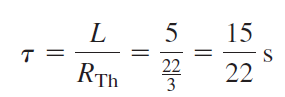 τ = L / R_Th = 5 / (22/3) = 15/22 s